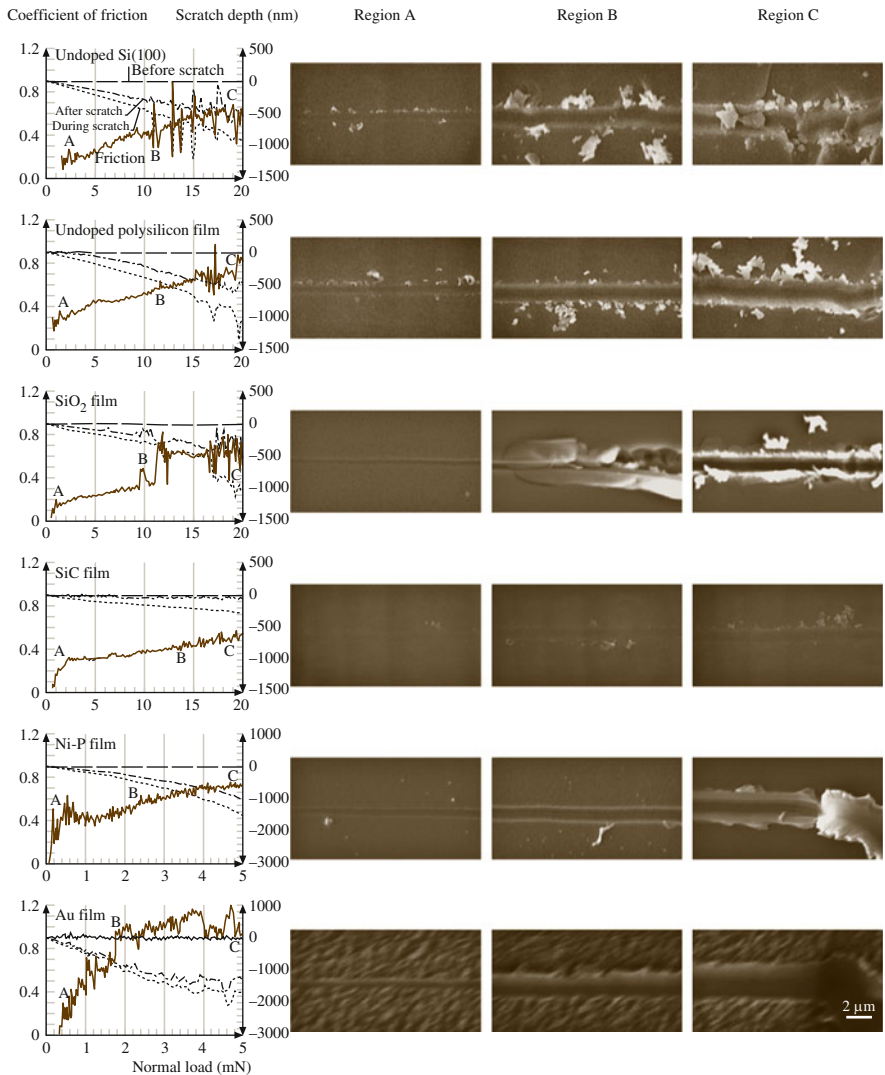 Coefficient of friction Scratch depth (nm) Region A Region B Region C
1.2 Undoped Si(100) 500
Before scratch
0.8 0
C
After scratch –500
During scratch
0.4 A Friction B –1000
0.0 –1500
0 5 10 15 20
1.2 Undoped polysilicon film 500
0.8 0
C
–500
0.4 A B –1000
0 –1500
0 5 10 15 20
1.2 SiO2 film 500
0.8 0
B –500
0.4 A C –1000
0 –1500
0 5 10 15 20
1.2 SiC film 500
0.8 0
–500
0.4 A B C –1000
0 –1500
0 5 10 15 20
1.2 Ni-P film 1000
0.8 0
A B C –1000
0.4 –2000
0 –3000
0 1 2 3 4 5
1.2 Au film 1000
B
0.8 0
C
–1000
0.4 A –2000
2 μm
0 –3000
0 1 2 3 4 5
Normal load (mN)